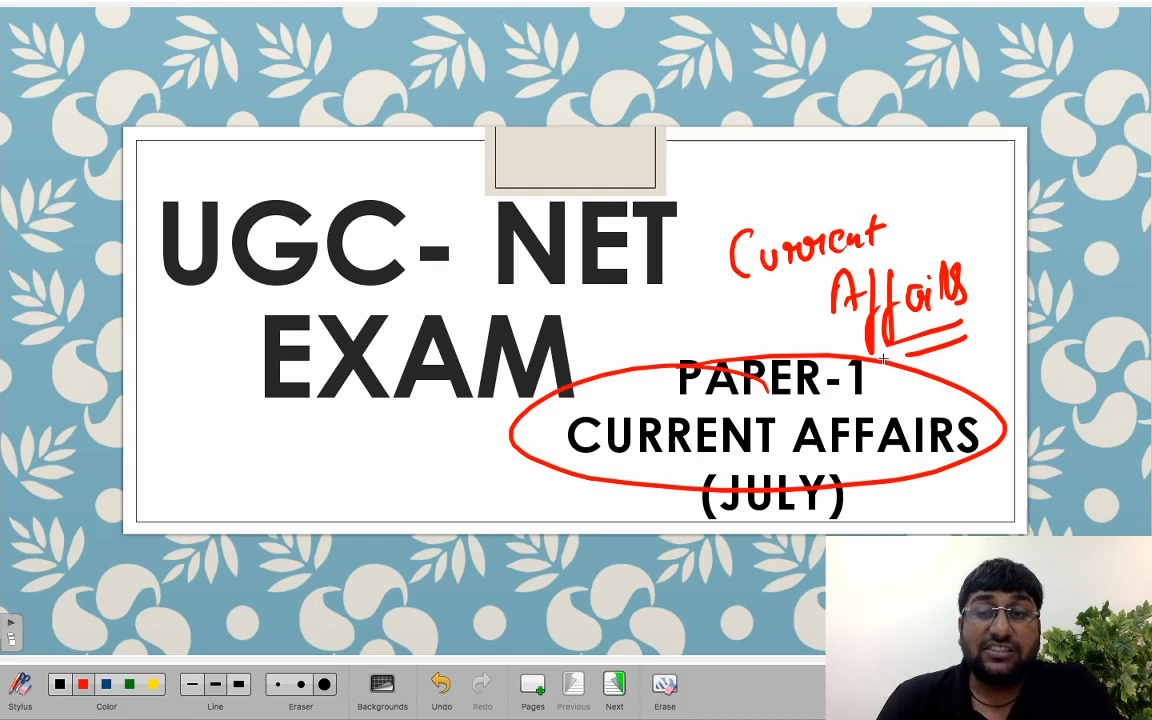 UGC- NET
EXAM
Current
Affairs
PAPER-1
CURRENT AFFAIRS
(JULY)
Stylus
Color
Line
Eraser
Backgrounds
Undo
Redo
Pages
Previous
Next
Erase